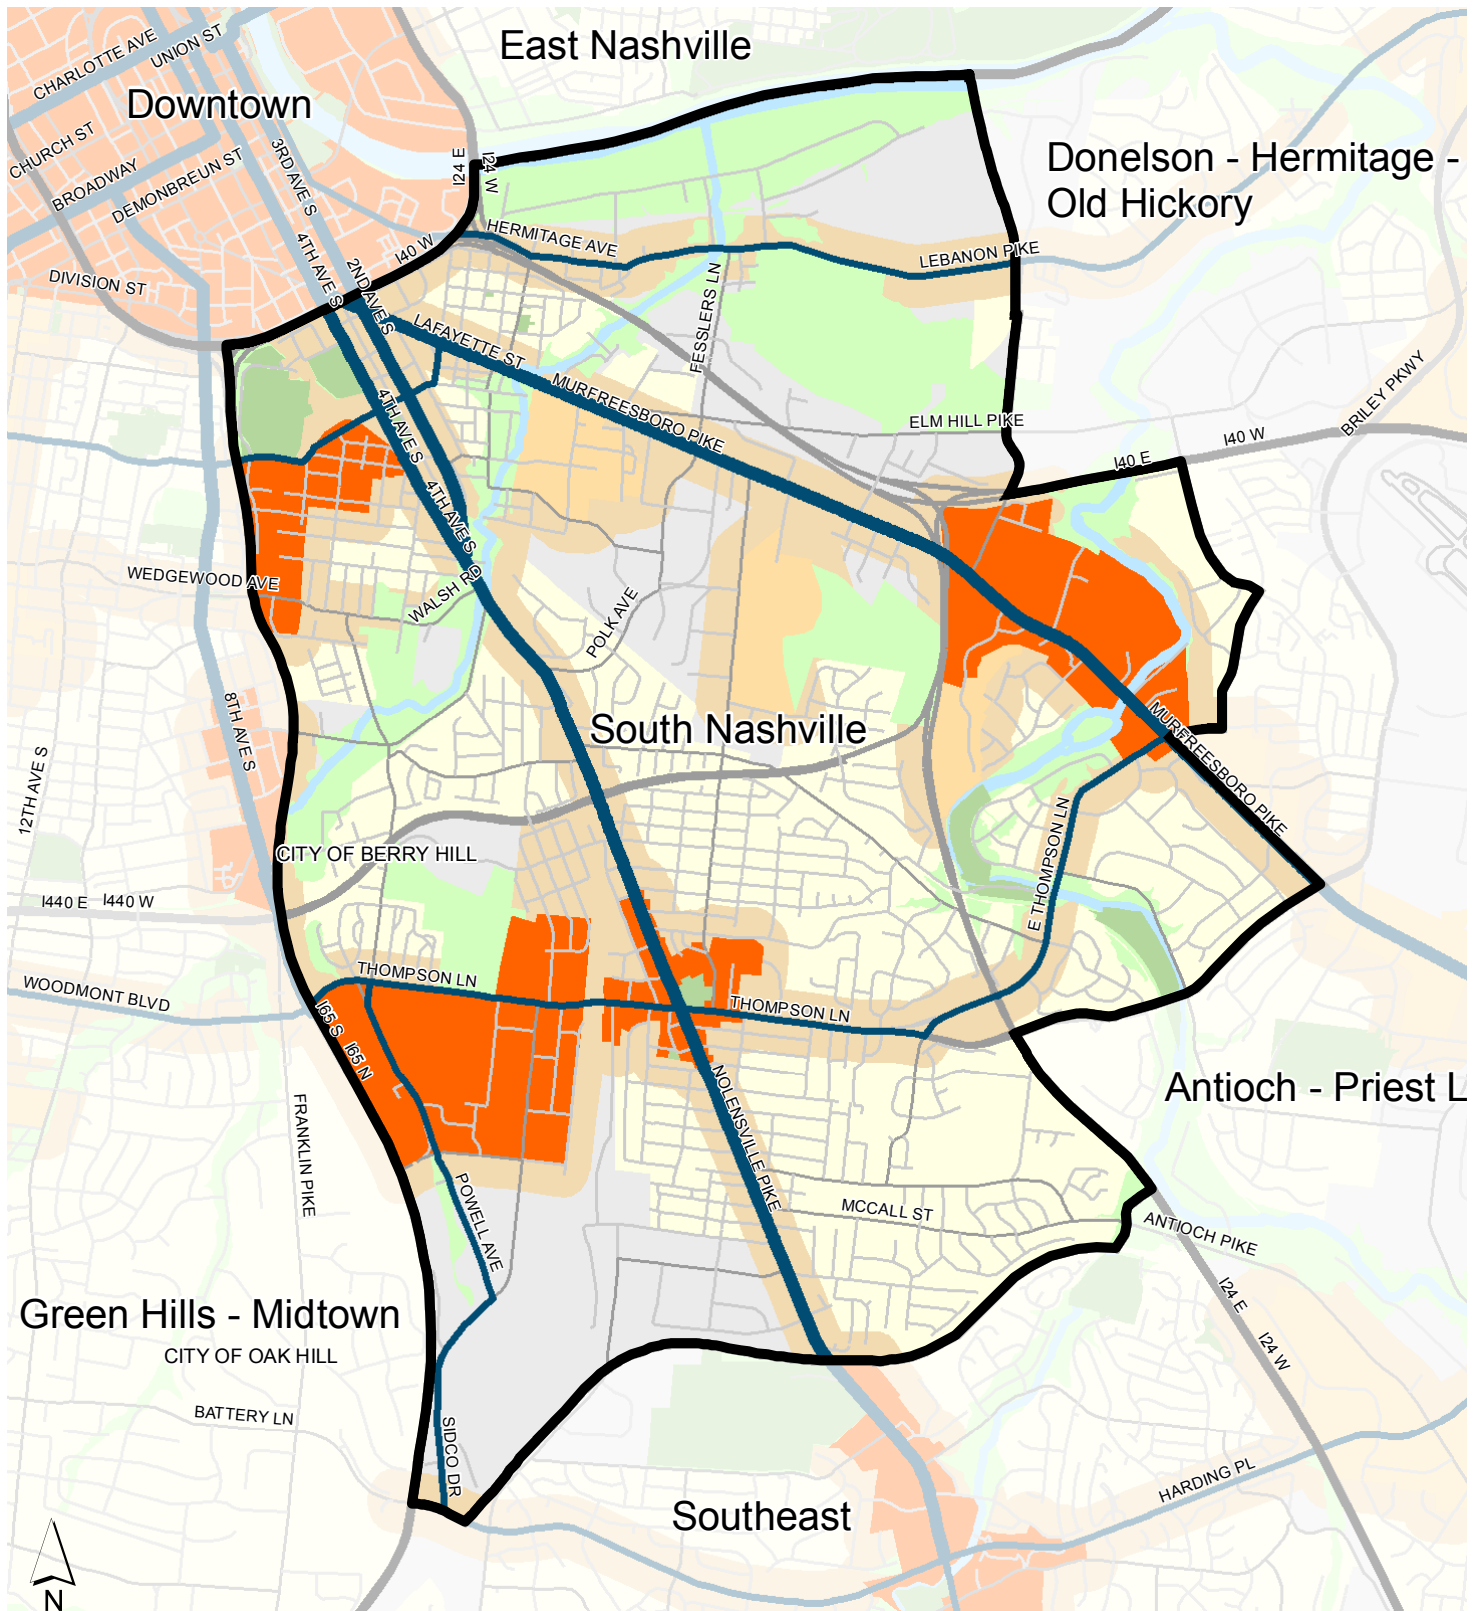 East Nashville
CHARLOTTE AVE
UNION ST
Downtown
CHURCH ST
BROADWAY
DEMONBREUN ST
3RD AVE S
I24 E
I24 W
Donelson - Hermitage -
Old Hickory
HERMITAGE AVE
LEBANON PIKE
I40 W
4TH AVE S
2ND AVE S
DIVISION ST
LAFAYETTE ST
FESSLERS LN
MURFREESBORO PIKE
BRILEY PKWY
4TH AVE S
ELM HILL PIKE
I40 W
I40 E
4TH AVE S
WEDGEWOOD AVE
WALSH RD
POLK AVE
8TH AVE S
South Nashville
MURFREESBORO PIKE
12TH AVE S
CITY OF BERRY HILL
E THOMPSON LN
I440 E
I440 W
WOODMONT BLVD
THOMPSON LN
THOMPSON LN
I65 S
I65 N
Antioch - Priest L
FRANKLIN PIKE
NOLENSVILLE PIKE
POWELL AVE
MCCALL ST
ANTIOCH PIKE
I24 E
I24 W
Green Hills - Midtown
CITY OF OAK HILL
BATTERY LN
SIDCO DR
HARDING PL
Southeast
N